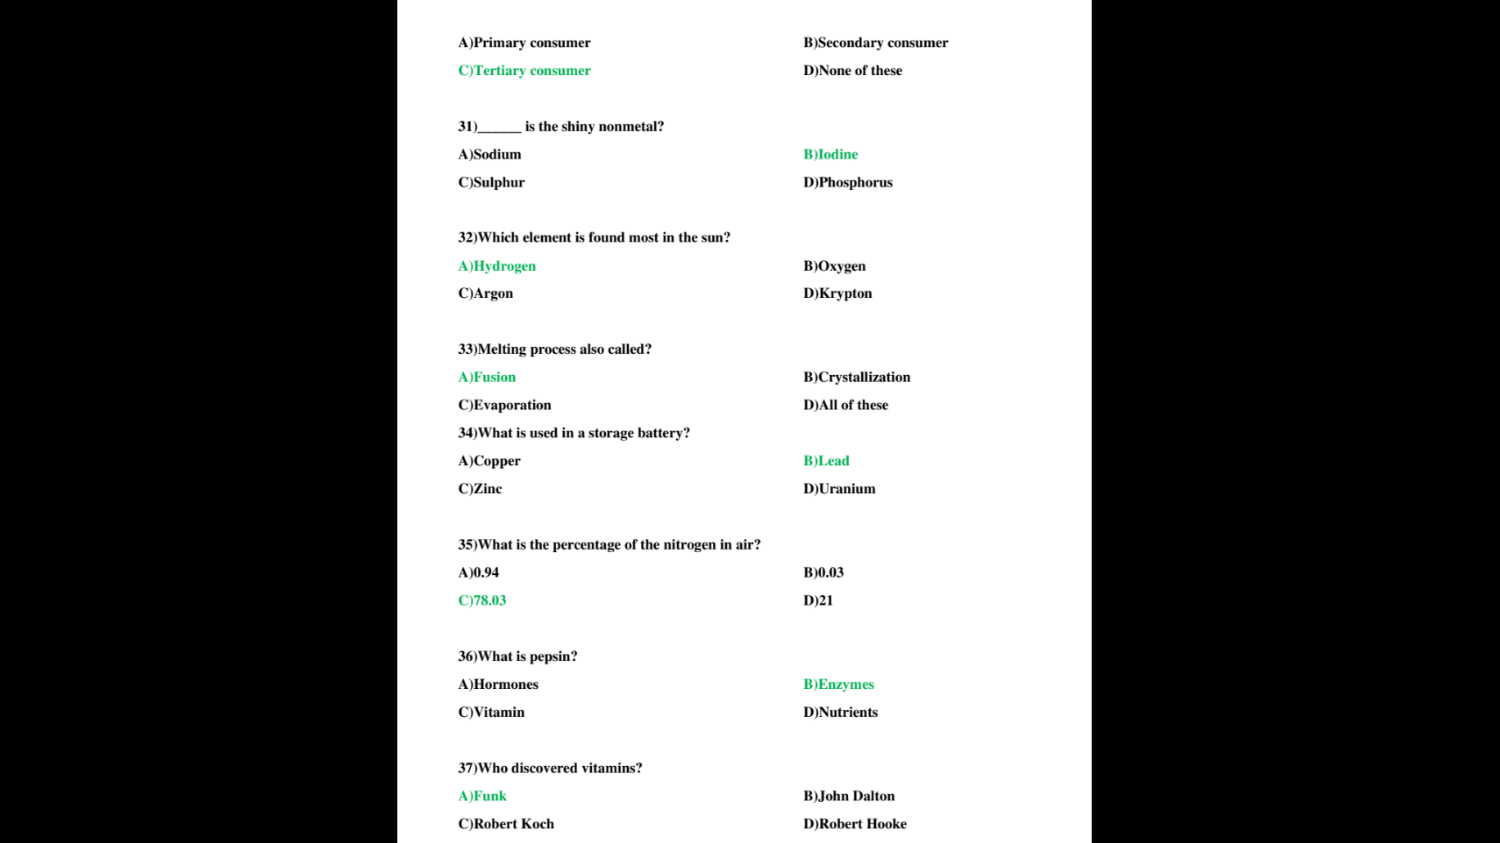 A)Primary consumer B)Secondary consumer
C)Tertiary consumer D)None of these
31)______ is the shiny nonmetal?
A)Sodium B)Iodine
C)Sulphur D)Phosphorus
32)Which element is found most in the sun?
A)Hydrogen B)Oxygen
C)Argon D)Krypton
33)Melting process also called?
A)Fusion B)Crystallization
C)Evaporation D)All of these
34)What is used in a storage battery?
A)Copper B)Lead
C)Zinc D)Uranium
35)What is the percentage of the nitrogen in air?
A)0.94 B)0.03
C)78.03 D)21
36)What is pepsin?
A)Hormones B)Enzymes
C)Vitamin D)Nutrients
37)Who discovered vitamins?
A)Funk B)John Dalton
C)Robert Koch D)Robert Hooke